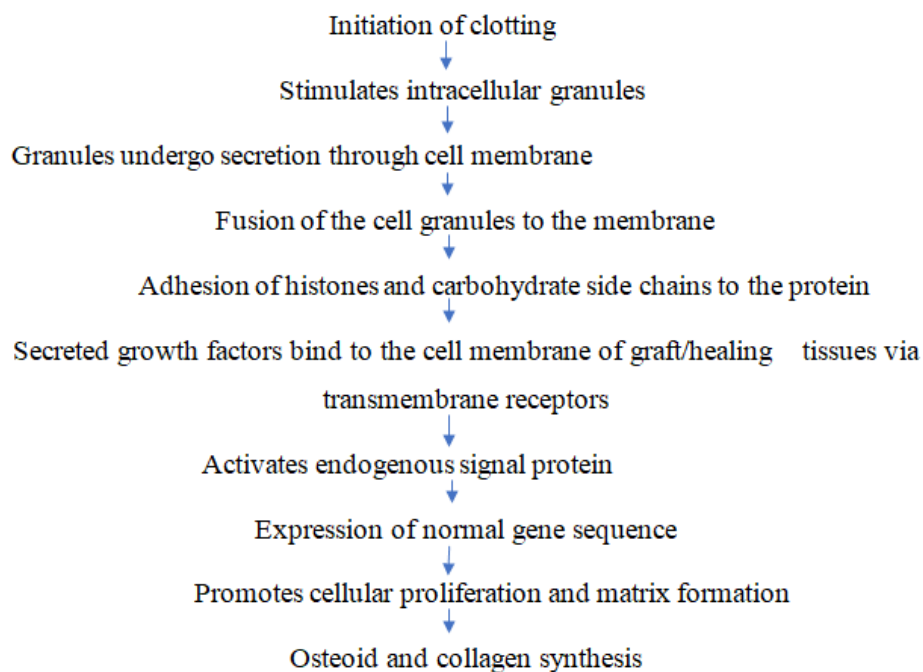 Initiation of clotting
Stimulates intracellular granules
Granules undergo secretion through cell membrane
Fusion of the cell granules to the membrane
Adhesion of histones and carbohydrate side chains to the protein
Secreted growth factors bind to the cell membrane of graft/healing tissues via
transmembrane receptors
Activates endogenous signal protein
Expression of normal gene sequence
Promotes cellular proliferation and matrix formation
Osteoid and collagen synthesis